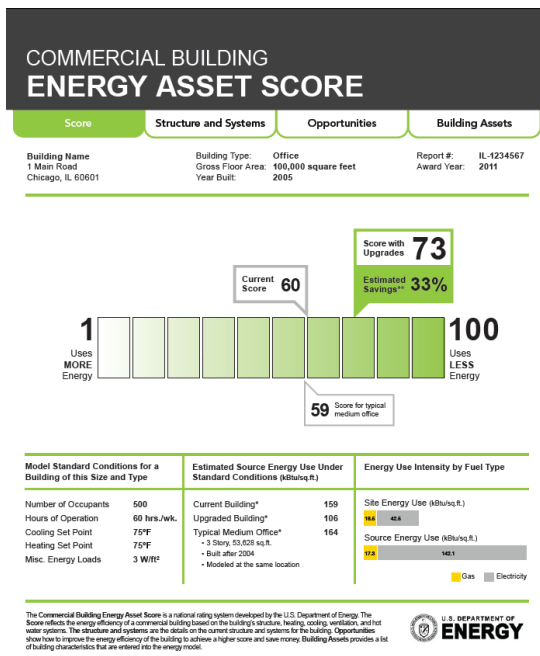 COMMERCIAL BUILDING
ENERGY ASSET SCORE
Score
Structure and Systems
Opportunities
Building Assets
Building Name
1 Main Road
Chicago, IL 60601
Building Type: Office
Gross Floor Area: 100,000 square feet
Year Built: 2005
Report #: IL-1234567
Award Year: 2011
Score with
Upgrades 73
Estimated
Savings** 33%
Current
Score 60
1
Uses
MORE
Energy
100
Uses
LESS
Energy
59 Score for typical
medium office
Model Standard Conditions for a
Building of this Size and Type
Number of Occupants 500
Hours of Operation 60 hrs./wk.
Cooling Set Point 75ºF
Heating Set Point 75ºF
Misc. Energy Loads 3 W/ft²
Estimated Source Energy Use Under
Standard Conditions (kBtu/sq.ft.)
Current Building* 159
Upgraded Building* 106
Typical Medium Office* 164
• 3 Story, 53,628 sq.ft.
• Built after 2004
• Modeled at the same location
Energy Use Intensity by Fuel Type
Site Energy Use (kBtu/sq.ft.)
42.5
Source Energy Use (kBtu/sq.ft.)
17.3 142.1
Gas Electricity
The Commercial Building Energy Asset Score is a national rating system developed by the U.S. Department of Energy. The
Score reflects the energy efficiency of a commercial building based on the building's structure, heating, cooling, ventilation, and hot
water systems. The structure and systems are the details on the current structure and systems for the building. Opportunities
show how to improve the energy efficiency of the building to achieve a higher score and save money. Building Assets provides a list
of building characteristics that are entered into the energy model.
U.S. DEPARTMENT OF
ENERGY